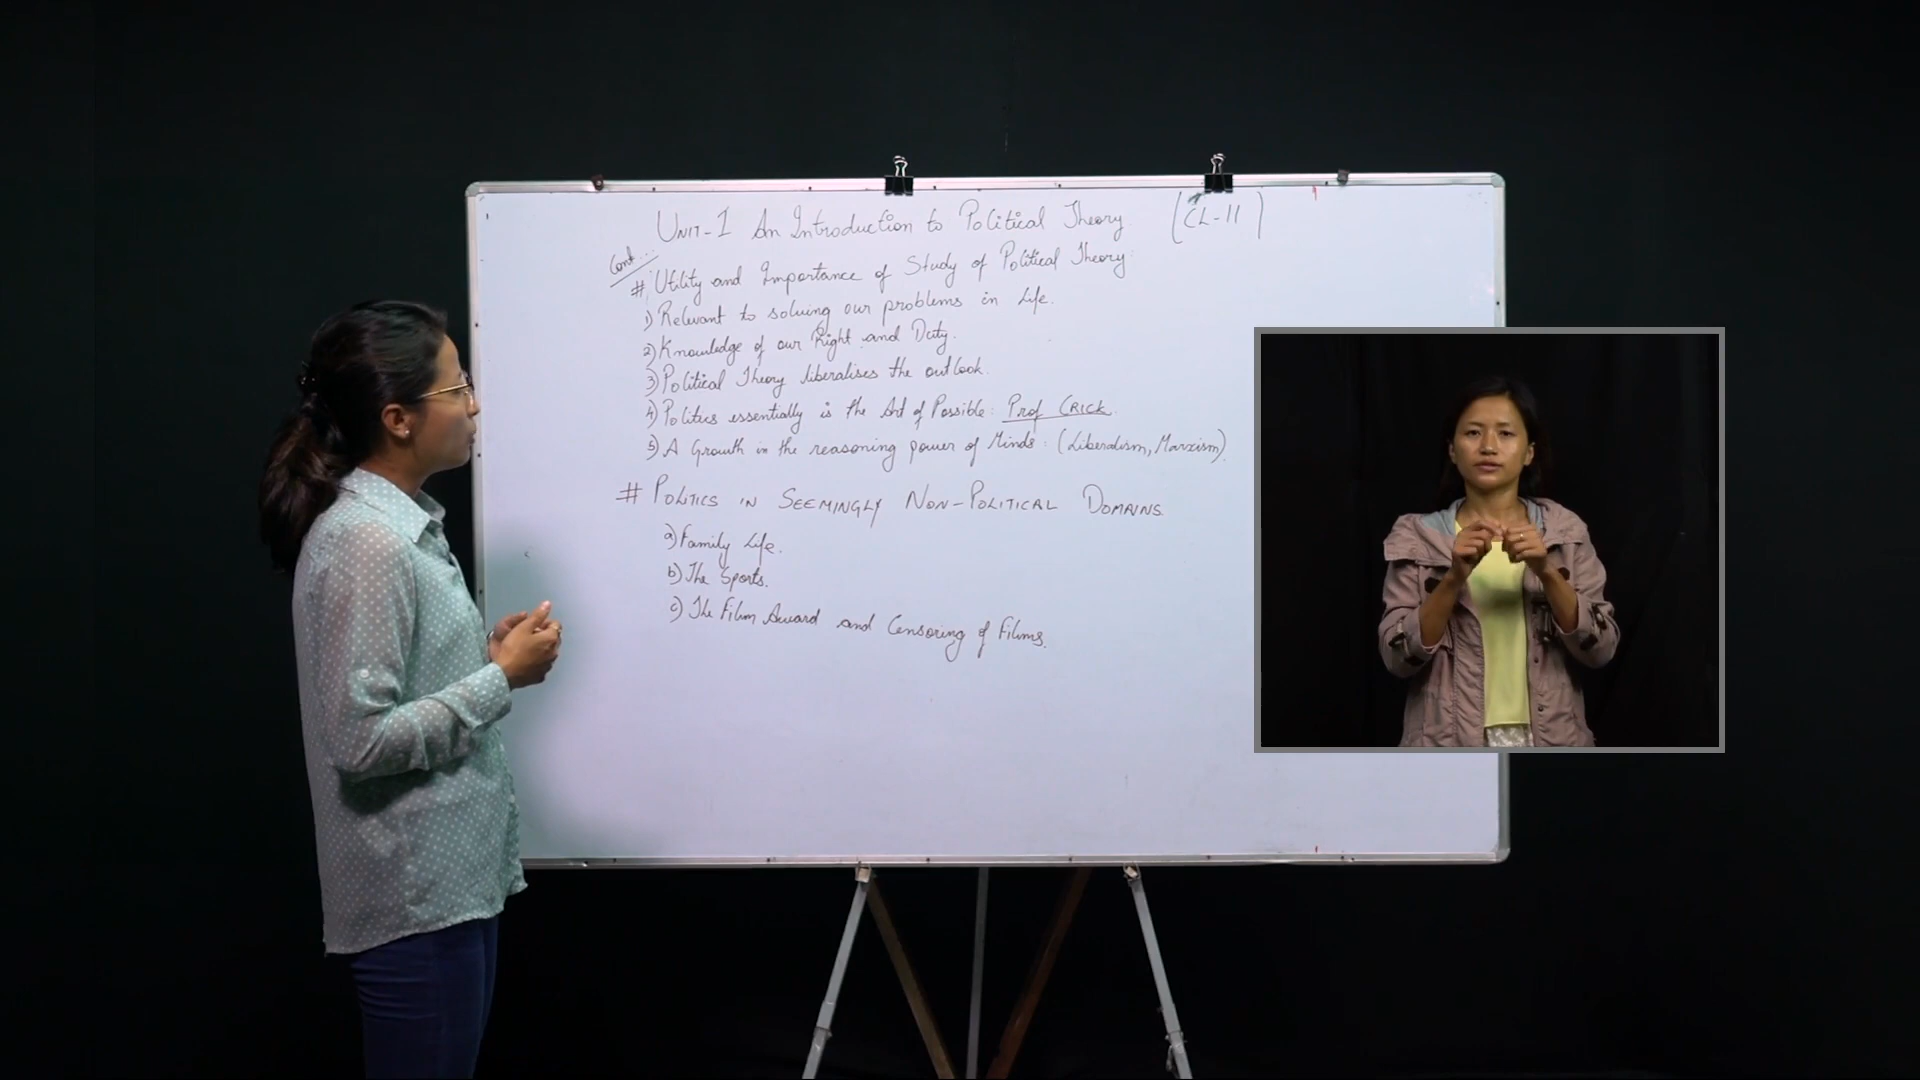 Unit-1 An Introduction to Political Theory. (CL-11)
Cont...
# Utility and Importance of Study of Political Theory:
1) Relevant to solving our problems in Life.
2) Knowledge of our Right and Duty.
3) Political Theory liberalises the outlook.
4) Politics essentially is the Art of Possible: Prof CRICK.
5) A Growth in the reasoning power of Minds: (Liberalism, Marxism).
# POLITICS IN SEEMINGLY NON-POLITICAL DOMAINS.
a) Family Life.
b) The Sports.
c) The Film Award and Censoring of Films.